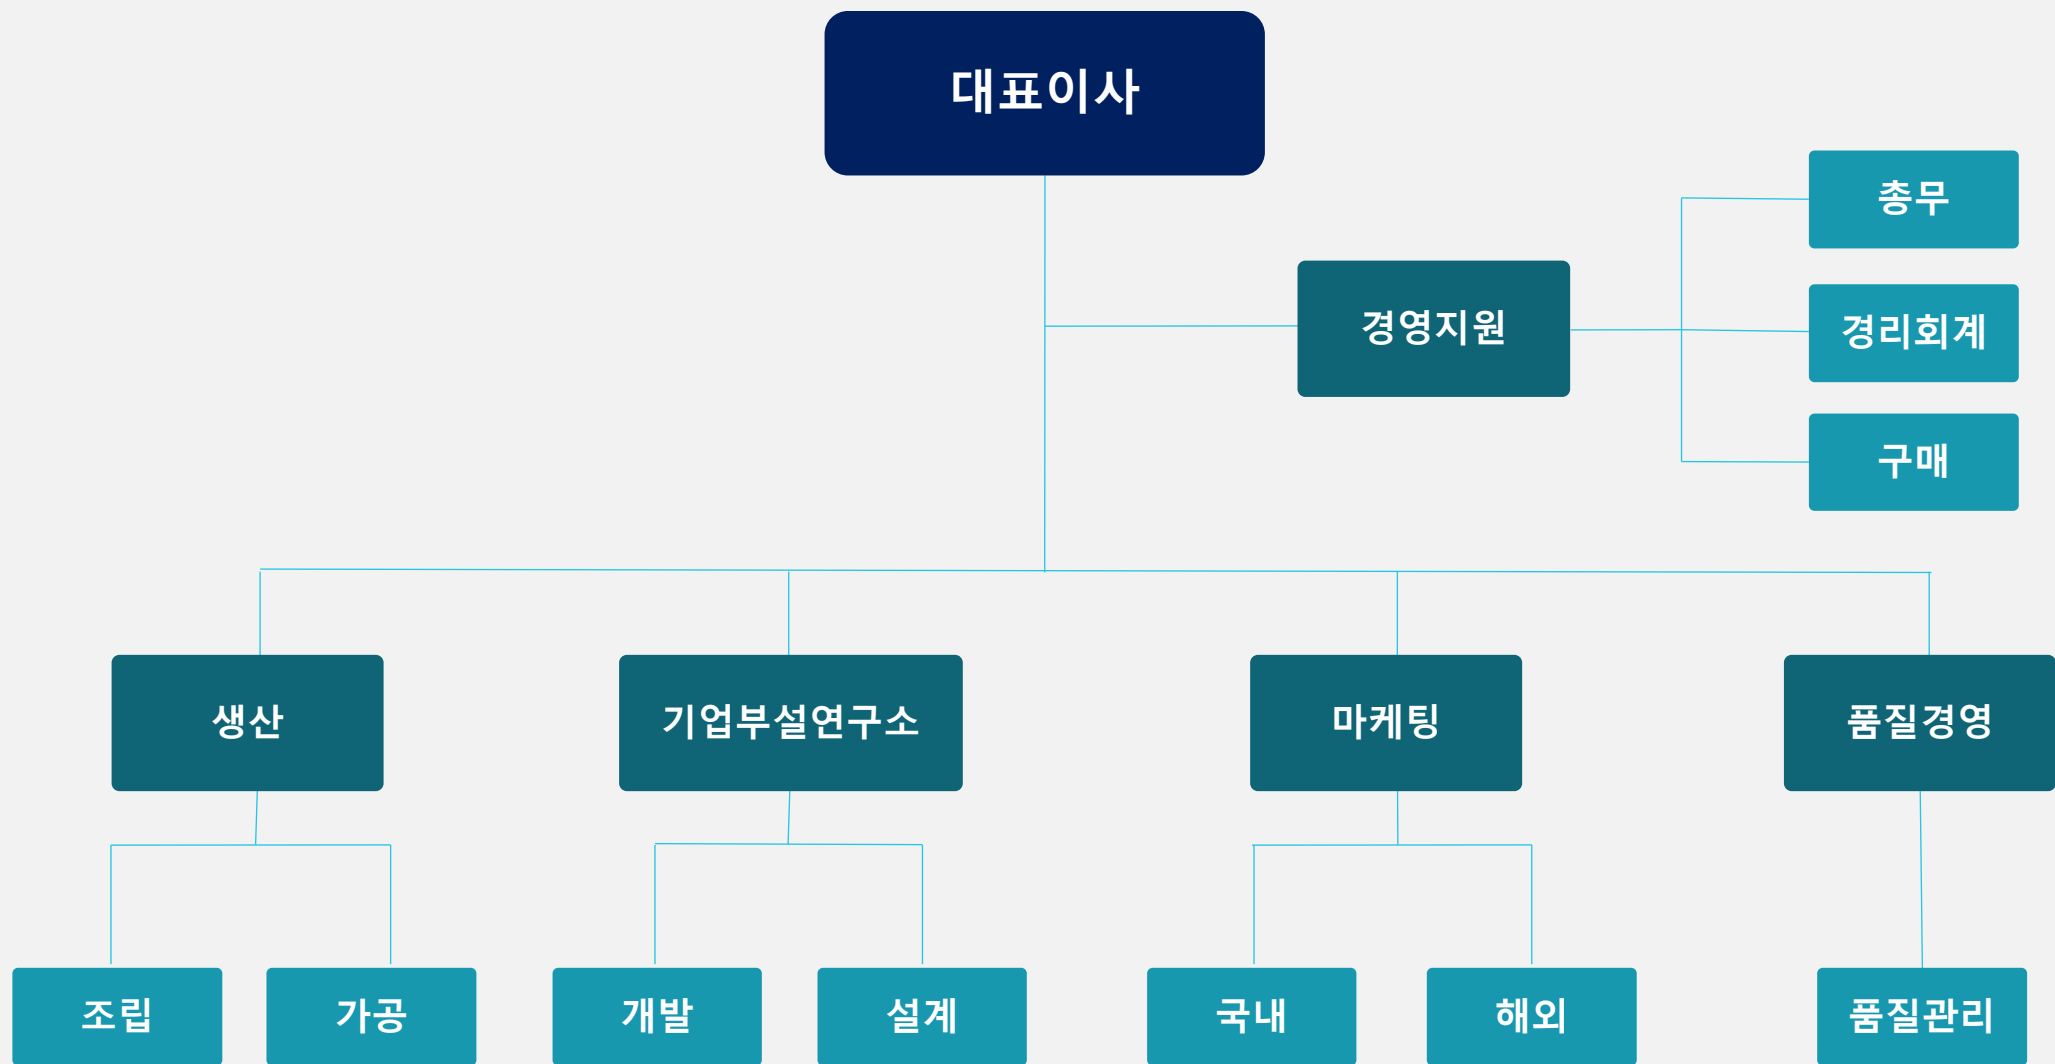 대표이사
총무
경영지원
경리회계
구매
생산
기업부설연구소
마케팅
품질경영
조립
가공
개발
설계
국내
해외
품질관리